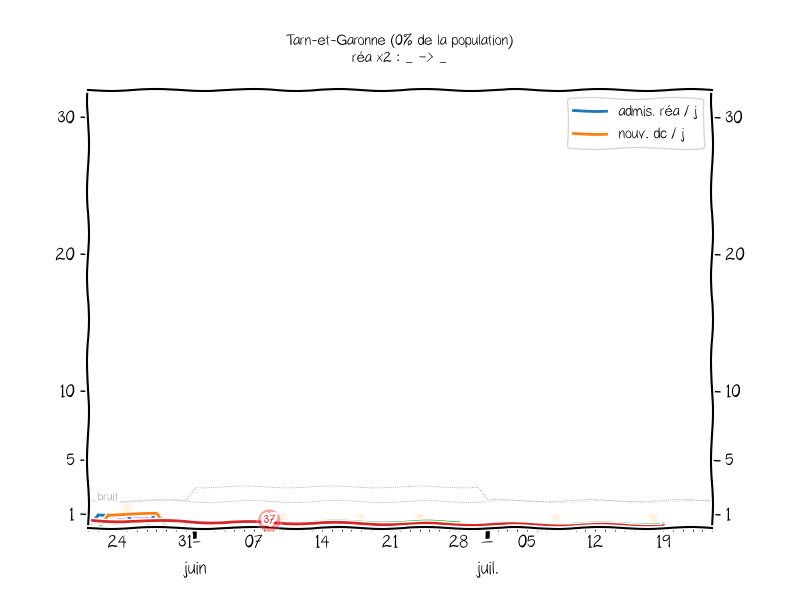 Tarn-et-Garonne (0% de la population)
réa x2 : _ -> _
admis. réa / j
nouv. dc / j
30
20
10
5
1
30
20
10
5
1
bruit
37
24
31
07
14
21
28
05
12
19
juin
juil.